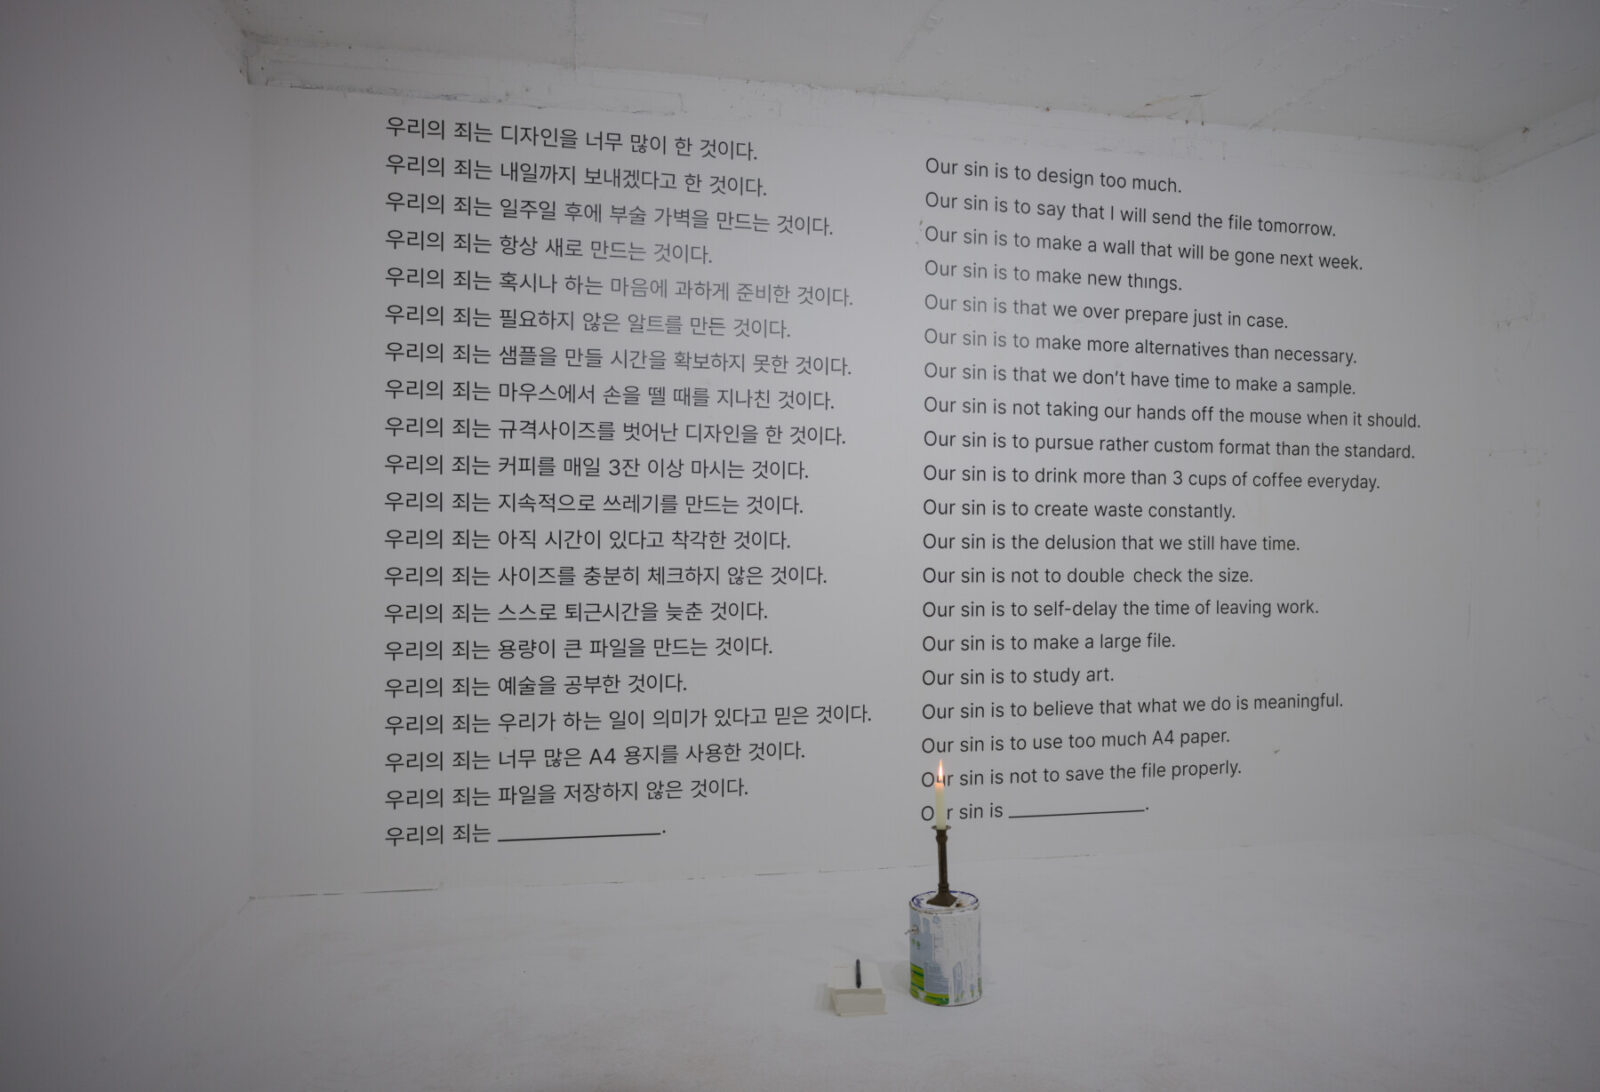 우리의 죄는 디자인을 너무 많이 한 것이다.
우리의 죄는 내일까지 보내겠다고 한 것이다.
우리의 죄는 일주일 후에 부술 가벽을 만드는 것이다.
우리의 죄는 항상 새로 만드는 것이다.
우리의 죄는 혹시나 하는 마음에 과하게 준비한 것이다.
우리의 죄는 필요하지 않은 알트를 만든 것이다.
우리의 죄는 샘플을 만들 시간을 확보하지 못한 것이다.
우리의 죄는 마우스에서 손을 뗄 때를 지나친 것이다.
우리의 죄는 규격사이즈를 벗어난 디자인을 한 것이다.
우리의 죄는 커피를 매일 3잔 이상 마시는 것이다.
우리의 죄는 지속적으로 쓰레기를 만드는 것이다.
우리의 죄는 아직 시간이 있다고 착각한 것이다.
우리의 죄는 사이즈를 충분히 체크하지 않은 것이다.
우리의 죄는 스스로 퇴근시간을 늦춘 것이다.
우리의 죄는 용량이 큰 파일을 만드는 것이다.
우리의 죄는 예술을 공부한 것이다.
우리의 죄는 우리가 하는 일이 의미가 있다고 믿은 것이다.
우리의 죄는 너무 많은 A4 용지를 사용한 것이다.
우리의 죄는 파일을 저장하지 않은 것이다.
우리의 죄는 ____________.
Our sin is to design too much.
Our sin is to say that I will send the file tomorrow.
Our sin is to make a wall that will be gone next week.
Our sin is to make new things.
Our sin is that we over prepare just in case.
Our sin is to make more alternatives than necessary.
Our sin is that we don't have time to make a sample.
Our sin is not taking our hands off the mouse when it should.
Our sin is to pursue rather custom format than the standard.
Our sin is to drink more than 3 cups of coffee everyday.
Our sin is to create waste constantly.
Our sin is the delusion that we still have time.
Our sin is not to double check the size.
Our sin is to self-delay the time of leaving work.
Our sin is to make a large file.
Our sin is to study art.
Our sin is to believe that what we do is meaningful.
Our sin is to use too much A4 paper.
Our sin is not to save the file properly.
Our sin is ____________.